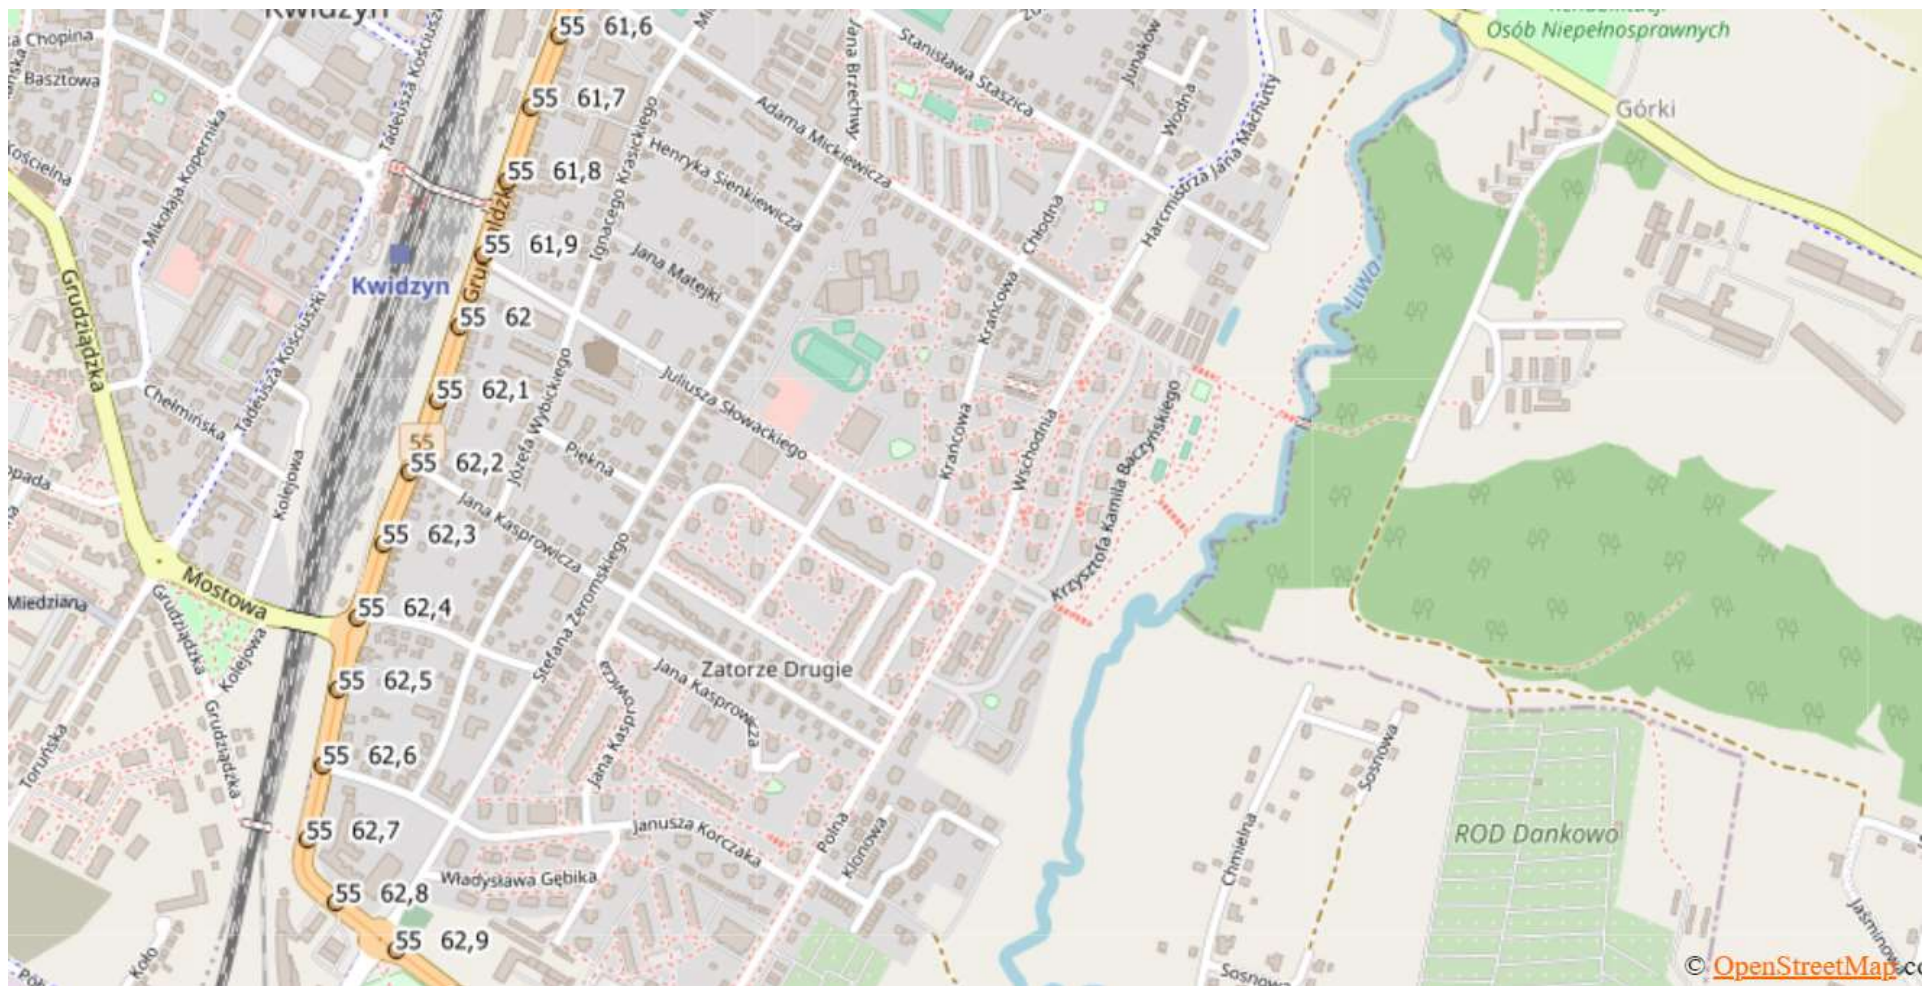 Kwidzyn
55 61,6
Osób Niepełnosprawnych
Chopina
Basztowa
Tadeusza Kościuszki
Jana Brzechwy
Stanisława Staszica
Junaków
55 61,7
Wodna
Górki
Kościelna
Mikołaja Kopernika
Ignacego Krasickiego
Adama Mickiewicza
Henryka Sienkiewicza
Harcmistrza Jana Machutty
55 61,8
Chłodna
55 61,9
Jana Matejki
Kwidzyn
Grudziądzka
Tadeusza Kościuszki
Krańcowa
Liwa
55 62
Józefa Wybickiego
Juliusza Słowackiego
55 62,1
Chełmińska
Krańcowa
Wschodnia
Krzysztofa Kamila Baczyńskiego
55
55 62,2
Piękna
Kolejowa
Jana Kasprowicza
55 62,3
Stefana Żeromskiego
Mostowa
Miedziana
55 62,4
Grudziądzka
Kolejowa
Zatorze Drugie
55 62,5
Jana Kasprowicza
Jana Kasprowicza
Grudziądzka
Toruńska
55 62,6
Sosnowa
55 62,7
Janusza Korczaka
Polna
Klonowa
Chmielna
ROD Dankowo
Władysława Gębika
55 62,8
55 62,9
Koło
Sosnowa
© OpenStreetMap